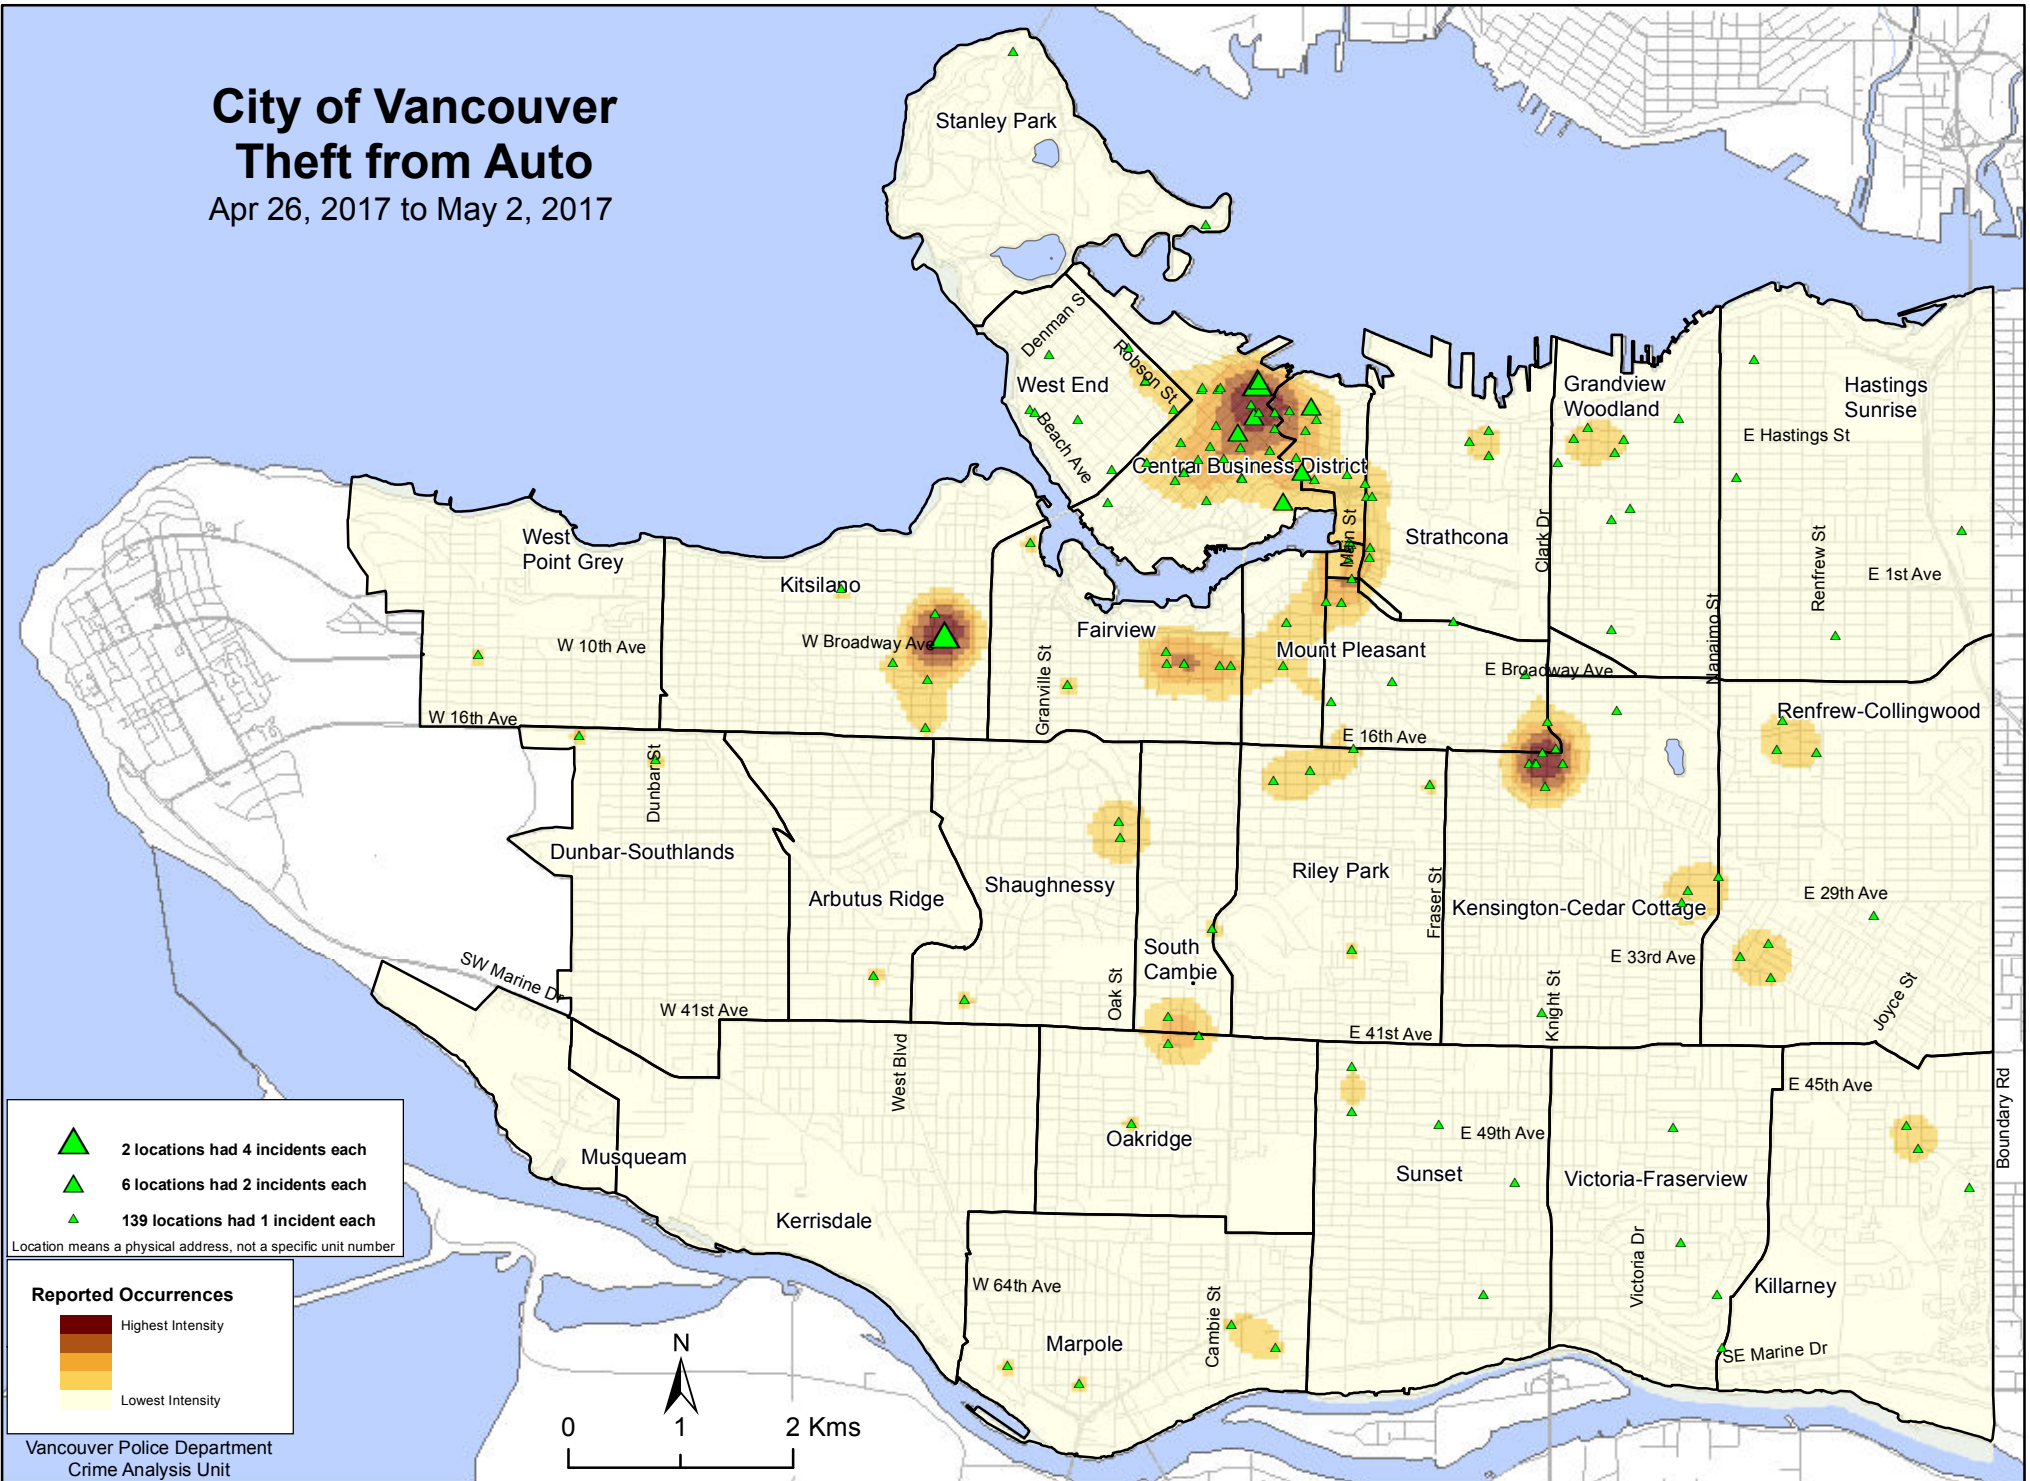 City of Vancouver
Theft from Auto
Apr 26, 2017 to May 2, 2017
Stanley Park
Denman S
Robson St
West End
Beach Ave
Central Business District
Grandview
Woodland
Hastings
Sunrise
E Hastings St
West
Point Grey
Kitsilano
Main St
Strathcona
Clark Dr
Renfrew St
E 1st Ave
W 10th Ave
W Broadway Ave
Fairview
Granville St
Mount Pleasant
E Broadway Ave
Nanaimo St
W 16th Ave
E 16th Ave
Renfrew-Collingwood
Dunbar St
Dunbar-Southlands
Arbutus Ridge
Shaughnessy
Riley Park
Fraser St
Kensington-Cedar Cottage
E 29th Ave
South
Cambie
E 33rd Ave
SW Marine Dr
W 41st Ave
Oak St
E 41st Ave
Knight St
Joyce St
West Blvd
E 45th Ave
Boundary Rd
Musqueam
Oakridge
E 49th Ave
Sunset
Victoria-Fraserview
Kerrisdale
Victoria Dr
W 64th Ave
Cambie St
Killarney
Marpole
SE Marine Dr
2 locations had 4 incidents each
6 locations had 2 incidents each
139 locations had 1 incident each
Location means a physical address, not a specific unit number
Reported Occurrences
Highest Intensity
Lowest Intensity
N
0 1 2 Kms
Vancouver Police Department
Crime Analysis Unit